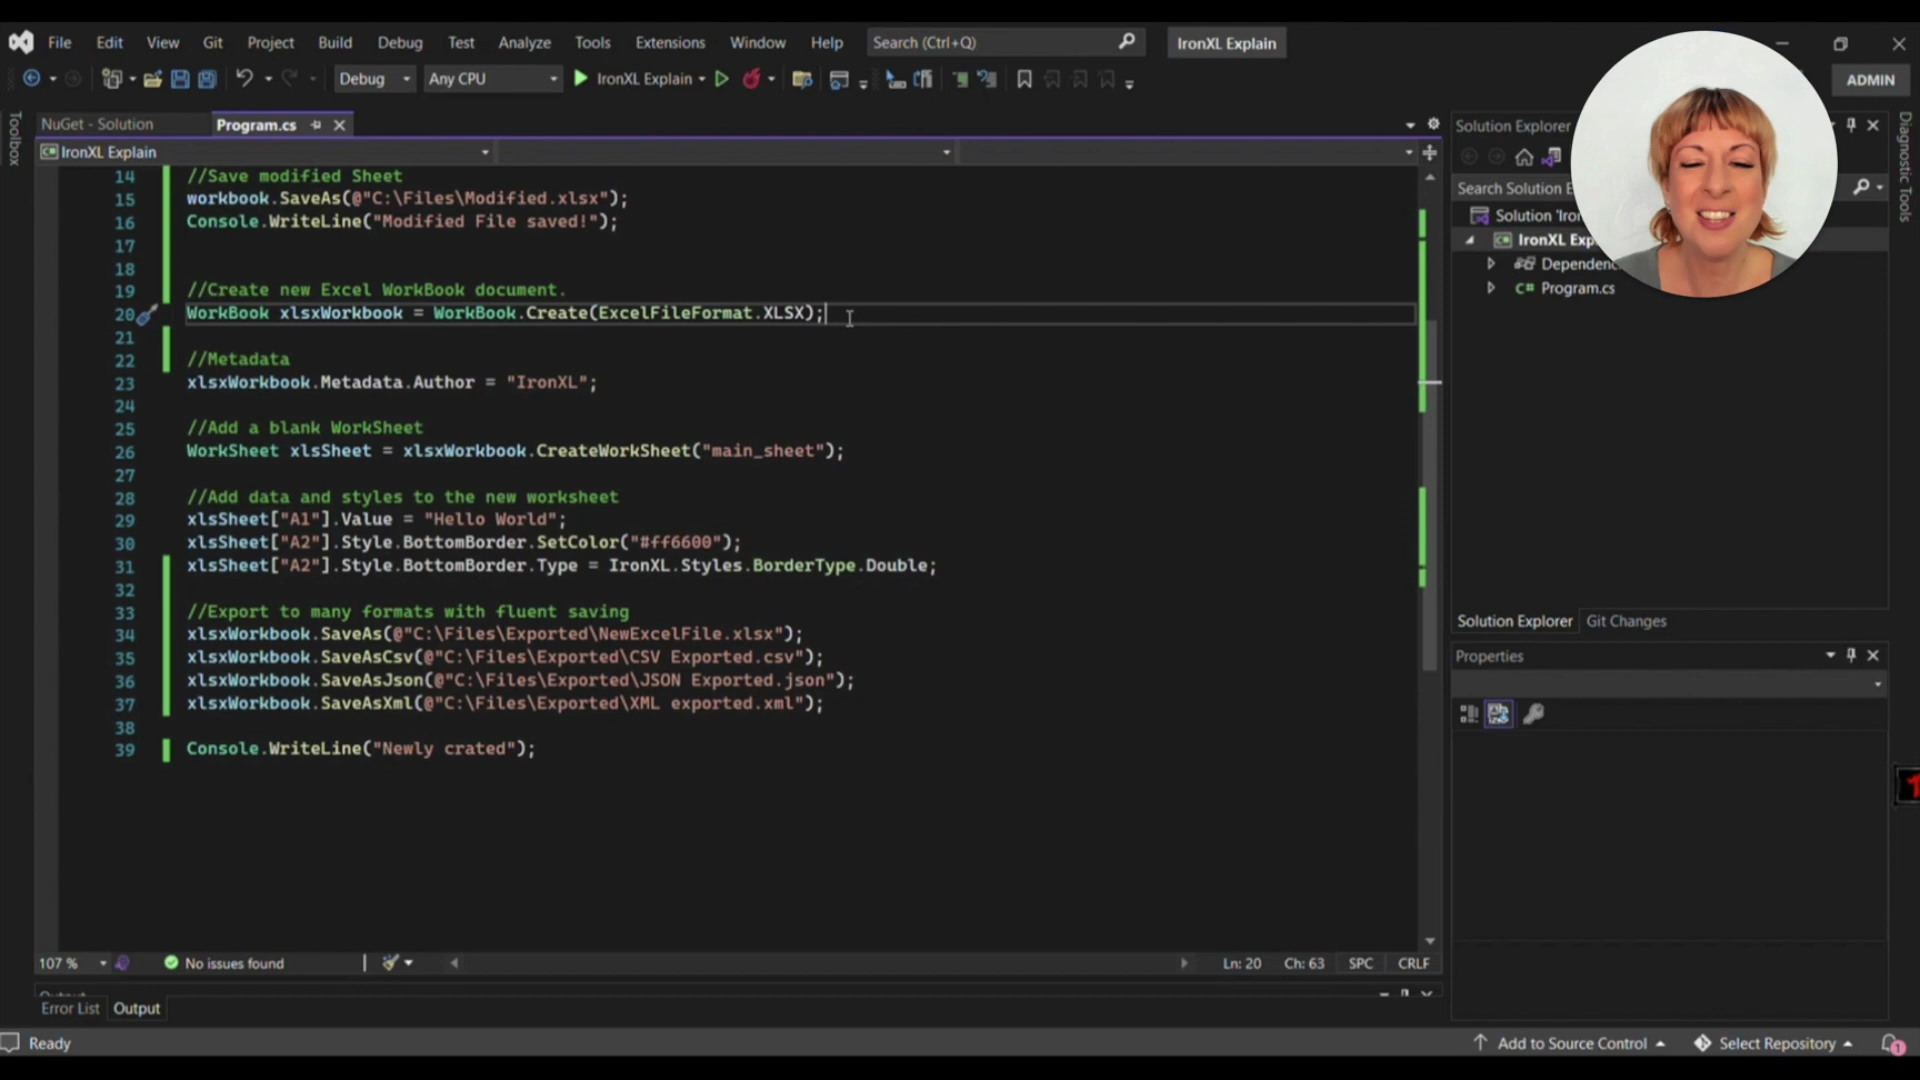 File Edit View Git Project Build Debug Test Analyze Tools Extensions Window Help Search (Ctrl+Q) IronXL Explain
Debug Any CPU IronXL Explain ADMIN
Toolbox
NuGet - Solution Program.cs
IronXL Explain
14 //Save modified Sheet
15 workbook.SaveAs(@"C:\Files\Modified.xlsx");
16 Console.WriteLine("Modified File saved!");
17
18
19 //Create new Excel WorkBook document.
20 WorkBook xlsxWorkbook = WorkBook.Create(ExcelFileFormat.XLSX);
21
22 //Metadata
23 xlsxWorkbook.Metadata.Author = "IronXL";
24
25 //Add a blank WorkSheet
26 WorkSheet xlsSheet = xlsxWorkbook.CreateWorkSheet("main_sheet");
27
28 //Add data and styles to the new worksheet
29 xlsSheet["A1"].Value = "Hello World";
30 xlsSheet["A2"].Style.BottomBorder.SetColor("#ff6600");
31 xlsSheet["A2"].Style.BottomBorder.Type = IronXL.Styles.BorderType.Double;
32
33 //Export to many formats with fluent saving
34 xlsxWorkbook.SaveAs(@"C:\Files\Exported\NewExcelFile.xlsx");
35 xlsxWorkbook.SaveAsCsv(@"C:\Files\Exported\CSV Exported.csv");
36 xlsxWorkbook.SaveAsJson(@"C:\Files\Exported\JSON Exported.json");
37 xlsxWorkbook.SaveAsXml(@"C:\Files\Exported\XML exported.xml");
38
39 Console.WriteLine("Newly crated");
107 % No issues found Ln: 20 Ch: 63 SPC CRLF
Error List Output
Solution Explorer
Search Solution E
Solution 'Iron
IronXL Exp
Dependenc
C# Program.cs
Solution Explorer Git Changes
Properties
Diagnostic Tools
Ready Add to Source Control Select Repository 1